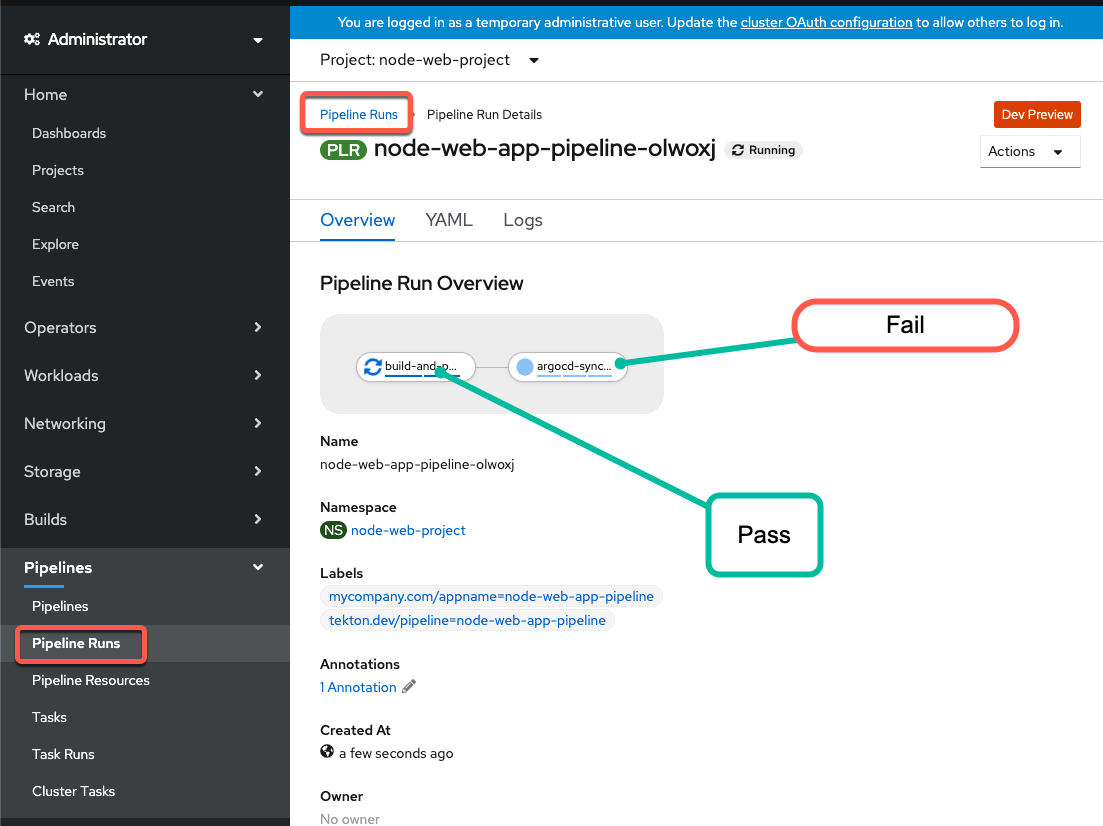 You are logged in as a temporary administrative user. Update the cluster OAuth configuration to allow others to log in.
Administrator
Project: node-web-project
Home
Dashboards
Projects
Search
Explore
Events
Operators
Workloads
Networking
Storage
Builds
Pipelines
Pipelines
Pipeline Runs
Pipeline Resources
Tasks
Task Runs
Cluster Tasks
Pipeline Runs
Pipeline Run Details
Dev Preview
PLR node-web-app-pipeline-olwoxj Running
Actions
Overview YAML Logs
Pipeline Run Overview
Fail
build-and-p...
argocd-sync...
Pass
Name
node-web-app-pipeline-olwoxj
Namespace
NS node-web-project
Labels
mycompany.com/appname=node-web-app-pipeline
tekton.dev/pipeline=node-web-app-pipeline
Annotations
1 Annotation
Created At
a few seconds ago
Owner
No owner